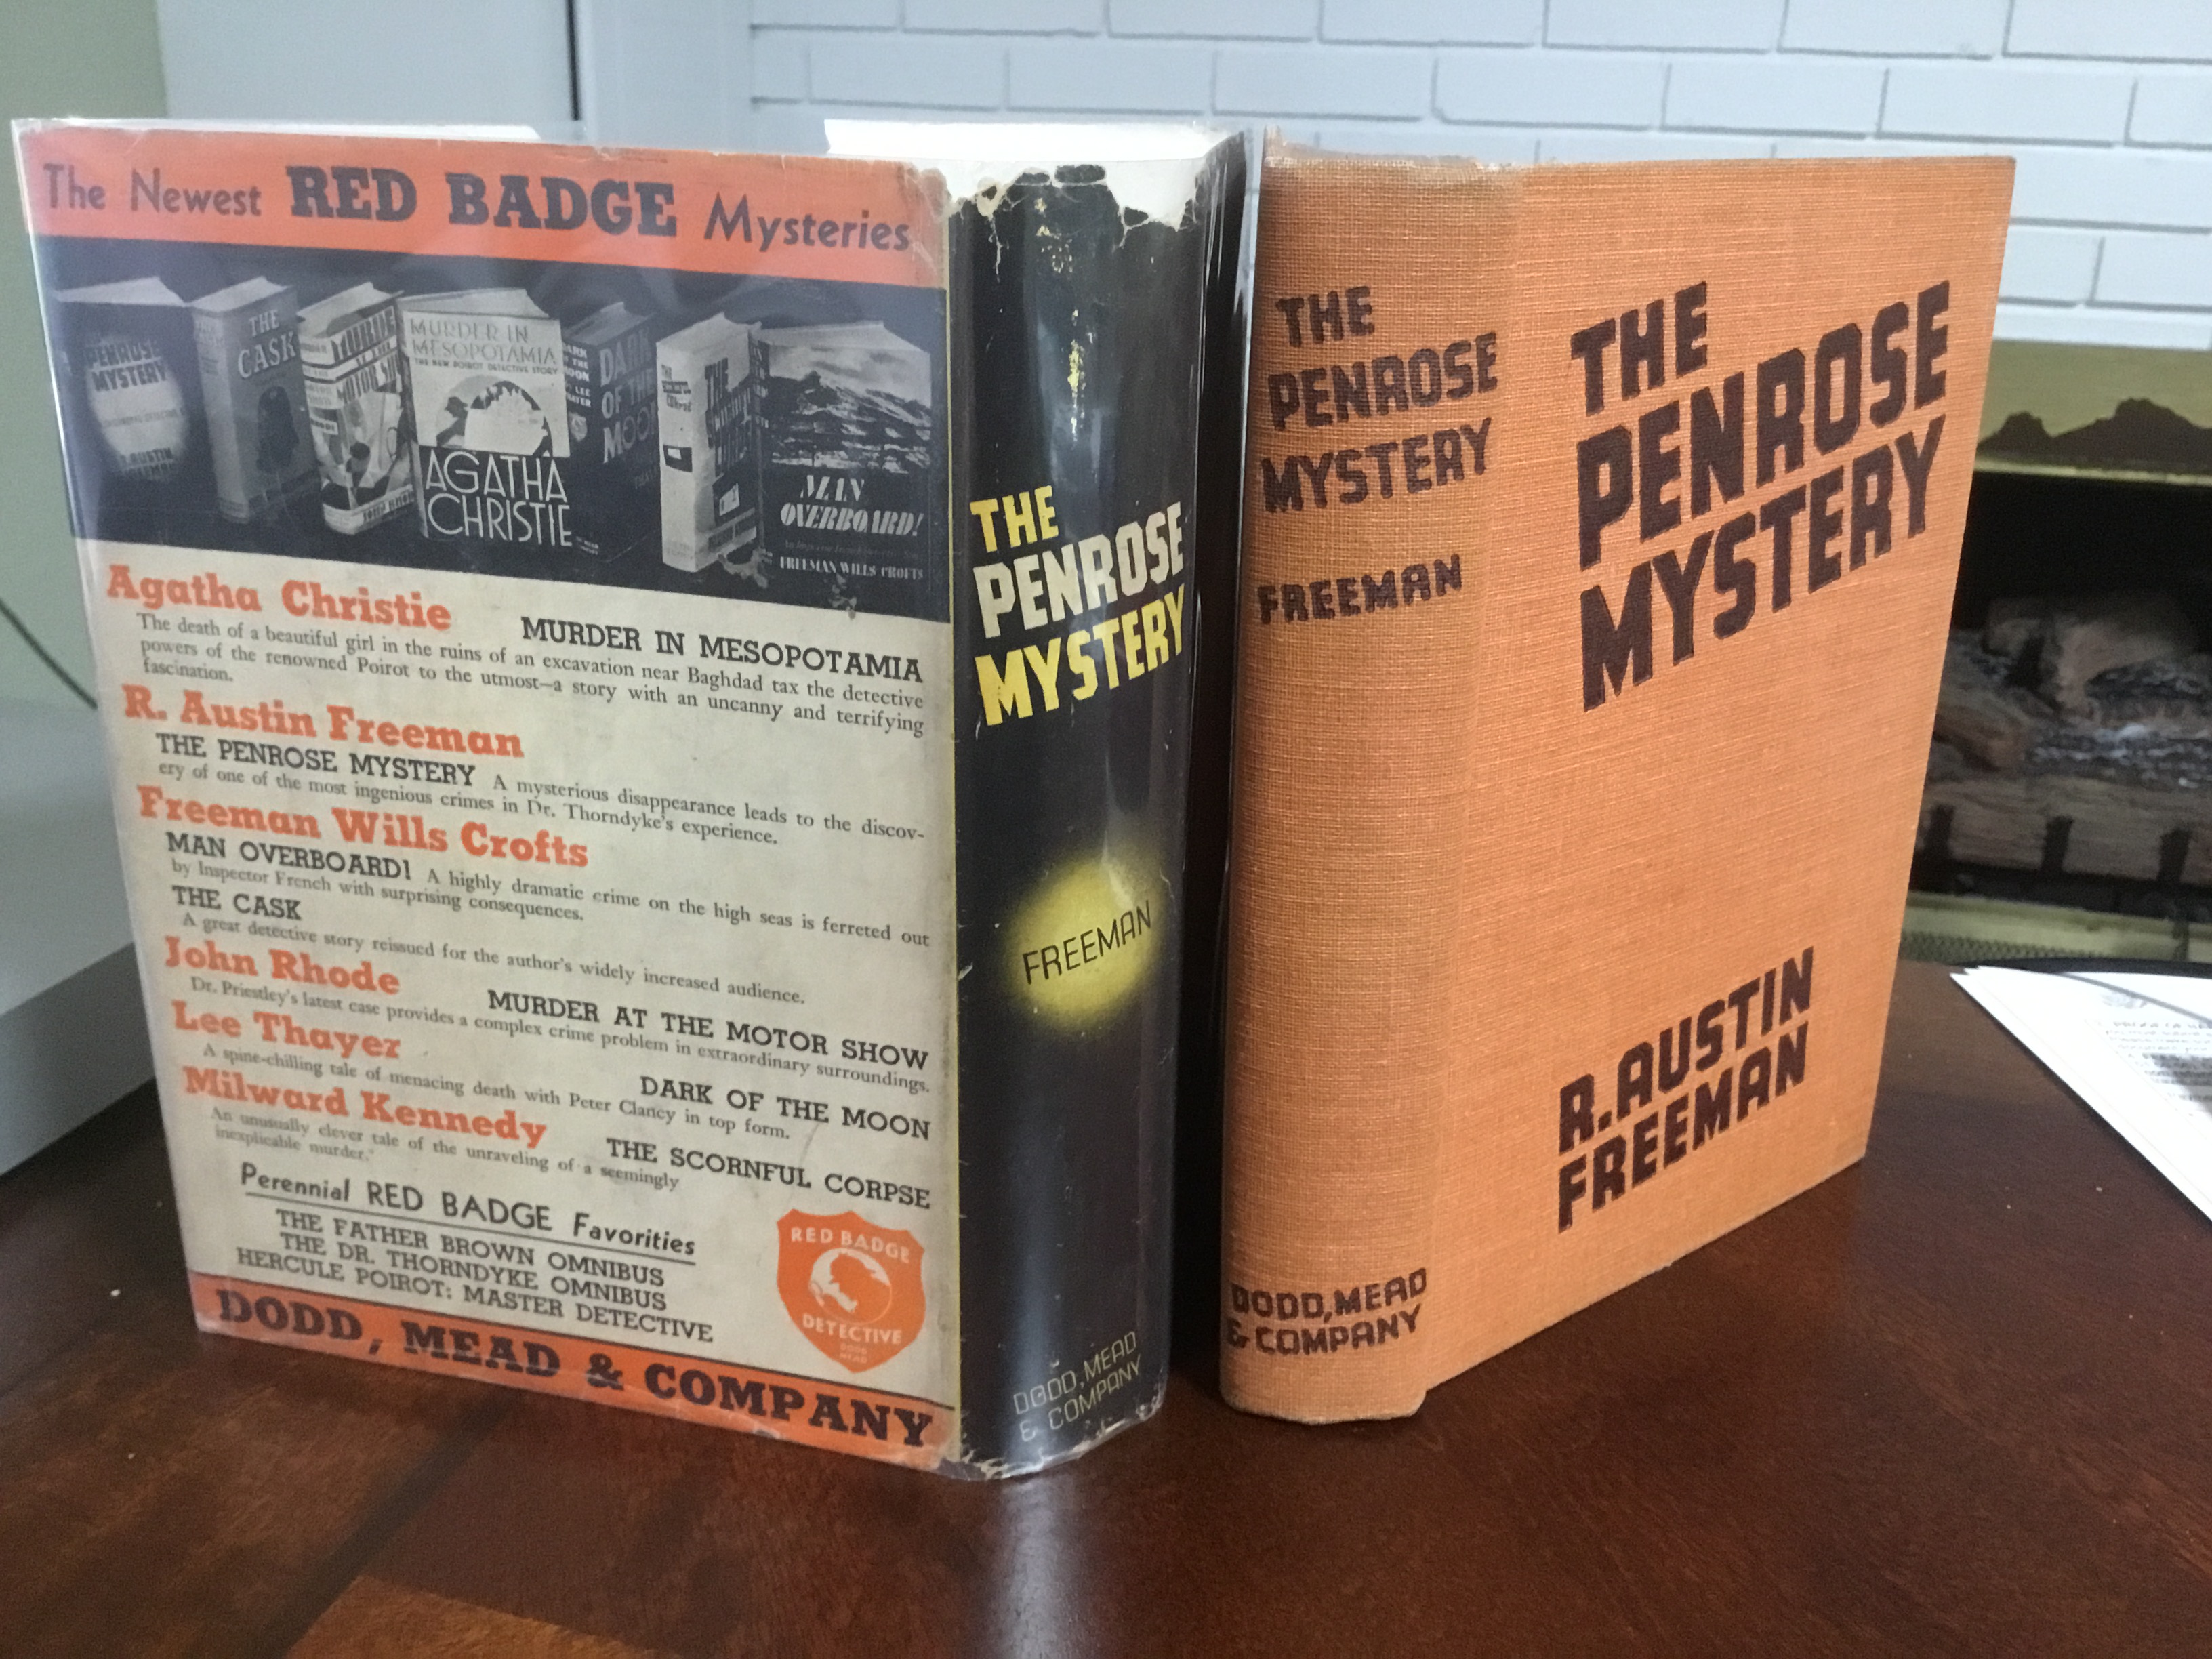 The Newest RED BADGE Mysteries
PENROSE
MYSTERY
R. AUSTIN
FREEMAN
THE
CASK
MURDER IN
MESOPOTAMIA
THE NEW POIROT DETECTIVE STORY
AGATHA
CHRISTIE
DARK
OF THE
MOON
LEE
THAYER
DARK
OF THE
MOO
THE
MAN
OVERBOARD!
FREEMAN WILLS CROFTS
Agatha Christie MURDER IN MESOPOTAMIA
The death of a beautiful girl in the ruins of an excavation near Baghdad tax the detective
powers of the renowned Poirot to the utmost—a story with an uncanny and terrifying
fascination.
R. Austin Freeman
THE PENROSE MYSTERY A mysterious disappearance leads to the discov-
ery of one of the most ingenious crimes in Dr. Thorndyke's experience.
Freeman Wills Crofts
MAN OVERBOARD! A highly dramatic crime on the high seas is ferreted out
by Inspector French with surprising consequences.
THE CASK
A great detective story reissued for the author's widely increased audience.
John Rhode MURDER AT THE MOTOR SHOW
Dr. Priestley's latest case provides a complex crime problem in extraordinary surroundings.
Lee Thayer DARK OF THE MOON
A spine-chilling tale of menacing death with Peter Clancy in top form.
Milward Kennedy THE SCORNFUL CORPSE
An unusually clever tale of the unraveling of a seemingly
inexplicable murder.
Perennial RED BADGE Favorities
THE FATHER BROWN OMNIBUS
THE DR. THORNDYKE OMNIBUS
HERCULE POIROT: MASTER DETECTIVE
RED BADGE
DETECTIVE
DODD, MEAD & COMPANY
THE
PENROSE
MYSTERY
FREEMAN
DODD, MEAD
& COMPANY
THE
PENROSE
MYSTERY
FREEMAN
DODD, MEAD
& COMPANY
THE
PENROSE
MYSTERY
R. AUSTIN
FREEMAN